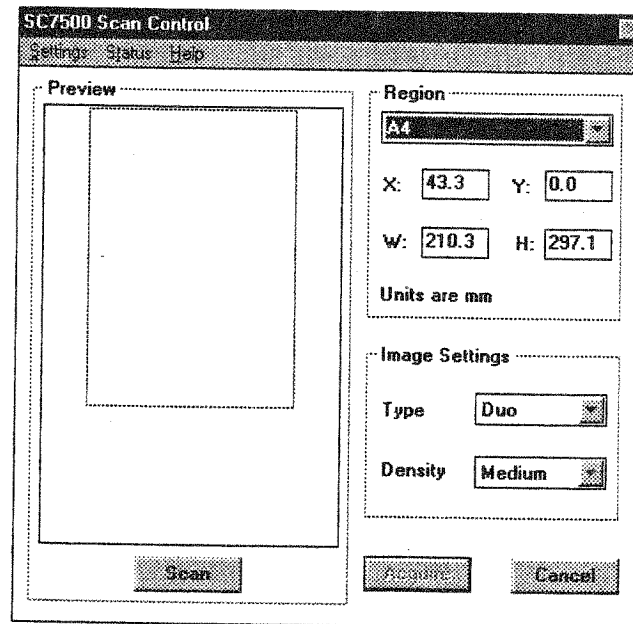 SC7500 Scan Control
Settings Status Help
Preview
Scan
Region
A4
X: 43.3 Y: 0.0
W: 210.3 H: 297.1
Units are mm
Image Settings
Type Duo
Density Medium
Acquire Cancel